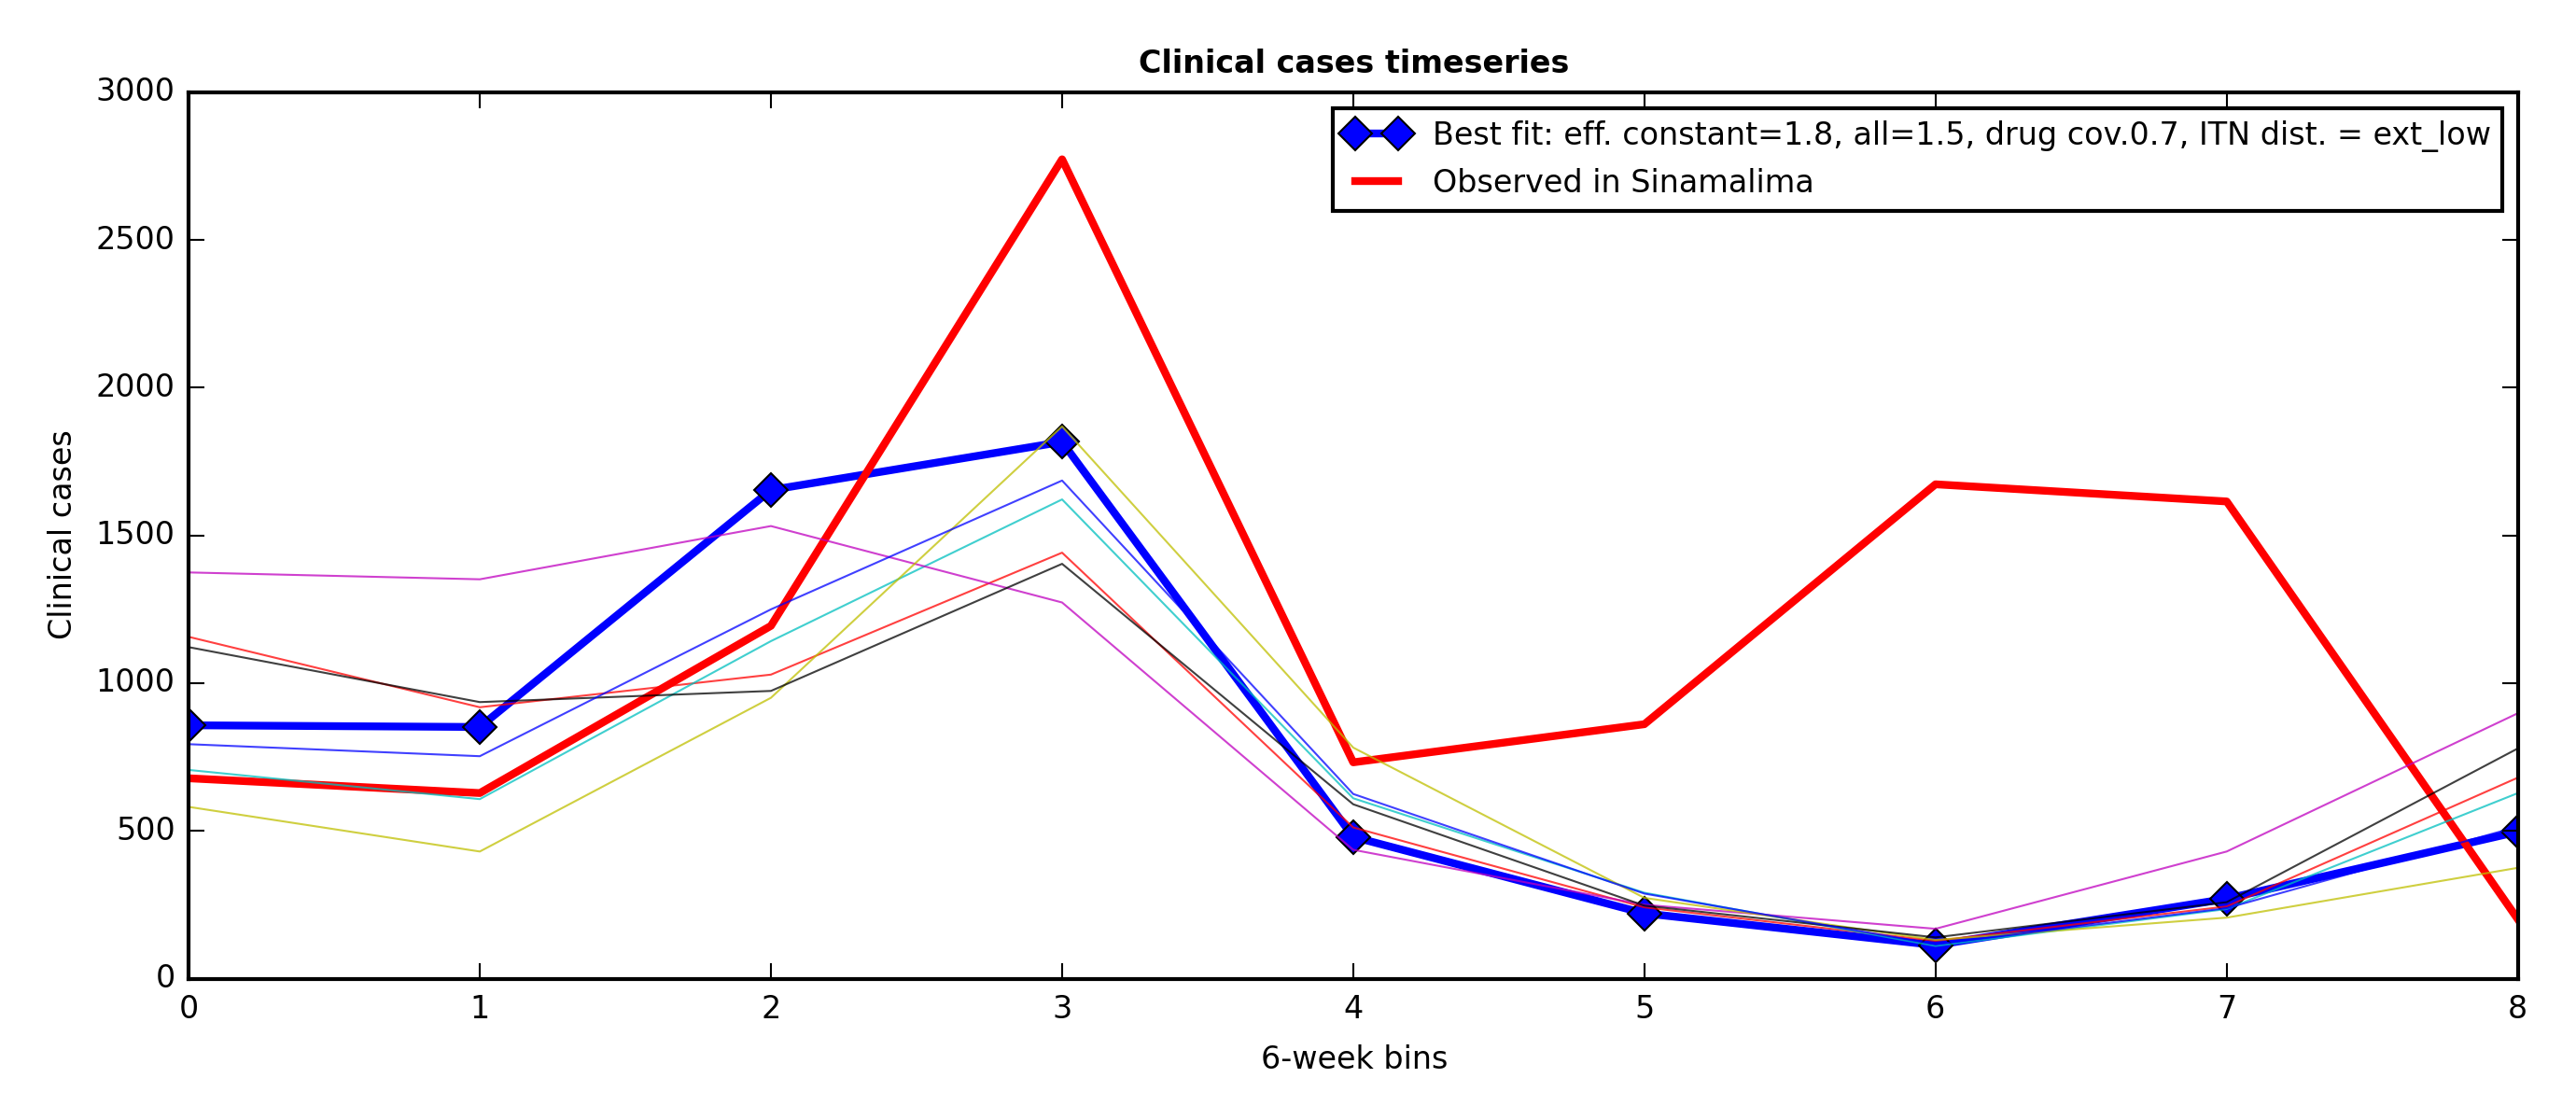 Clinical cases timeseries
3000
2500
2000
1500
1000
500
0
Clinical cases
Best fit: eff. constant=1.8, all=1.5, drug cov.0.7, ITN dist. = ext_low
Observed in Sinamalima
0 1 2 3 4 5 6 7 8
6-week bins